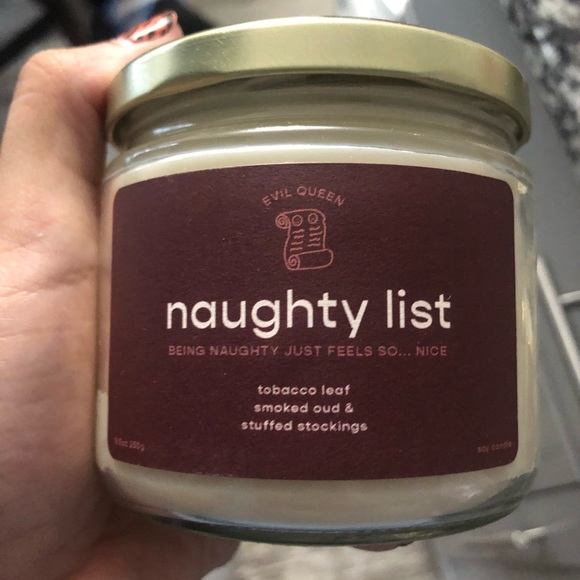 EVIL QUEEN
naughty list
BEING NAUGHTY JUST FEELS SO... NICE
tobacco leaf
smoked oud &
stuffed stockings
soy candle